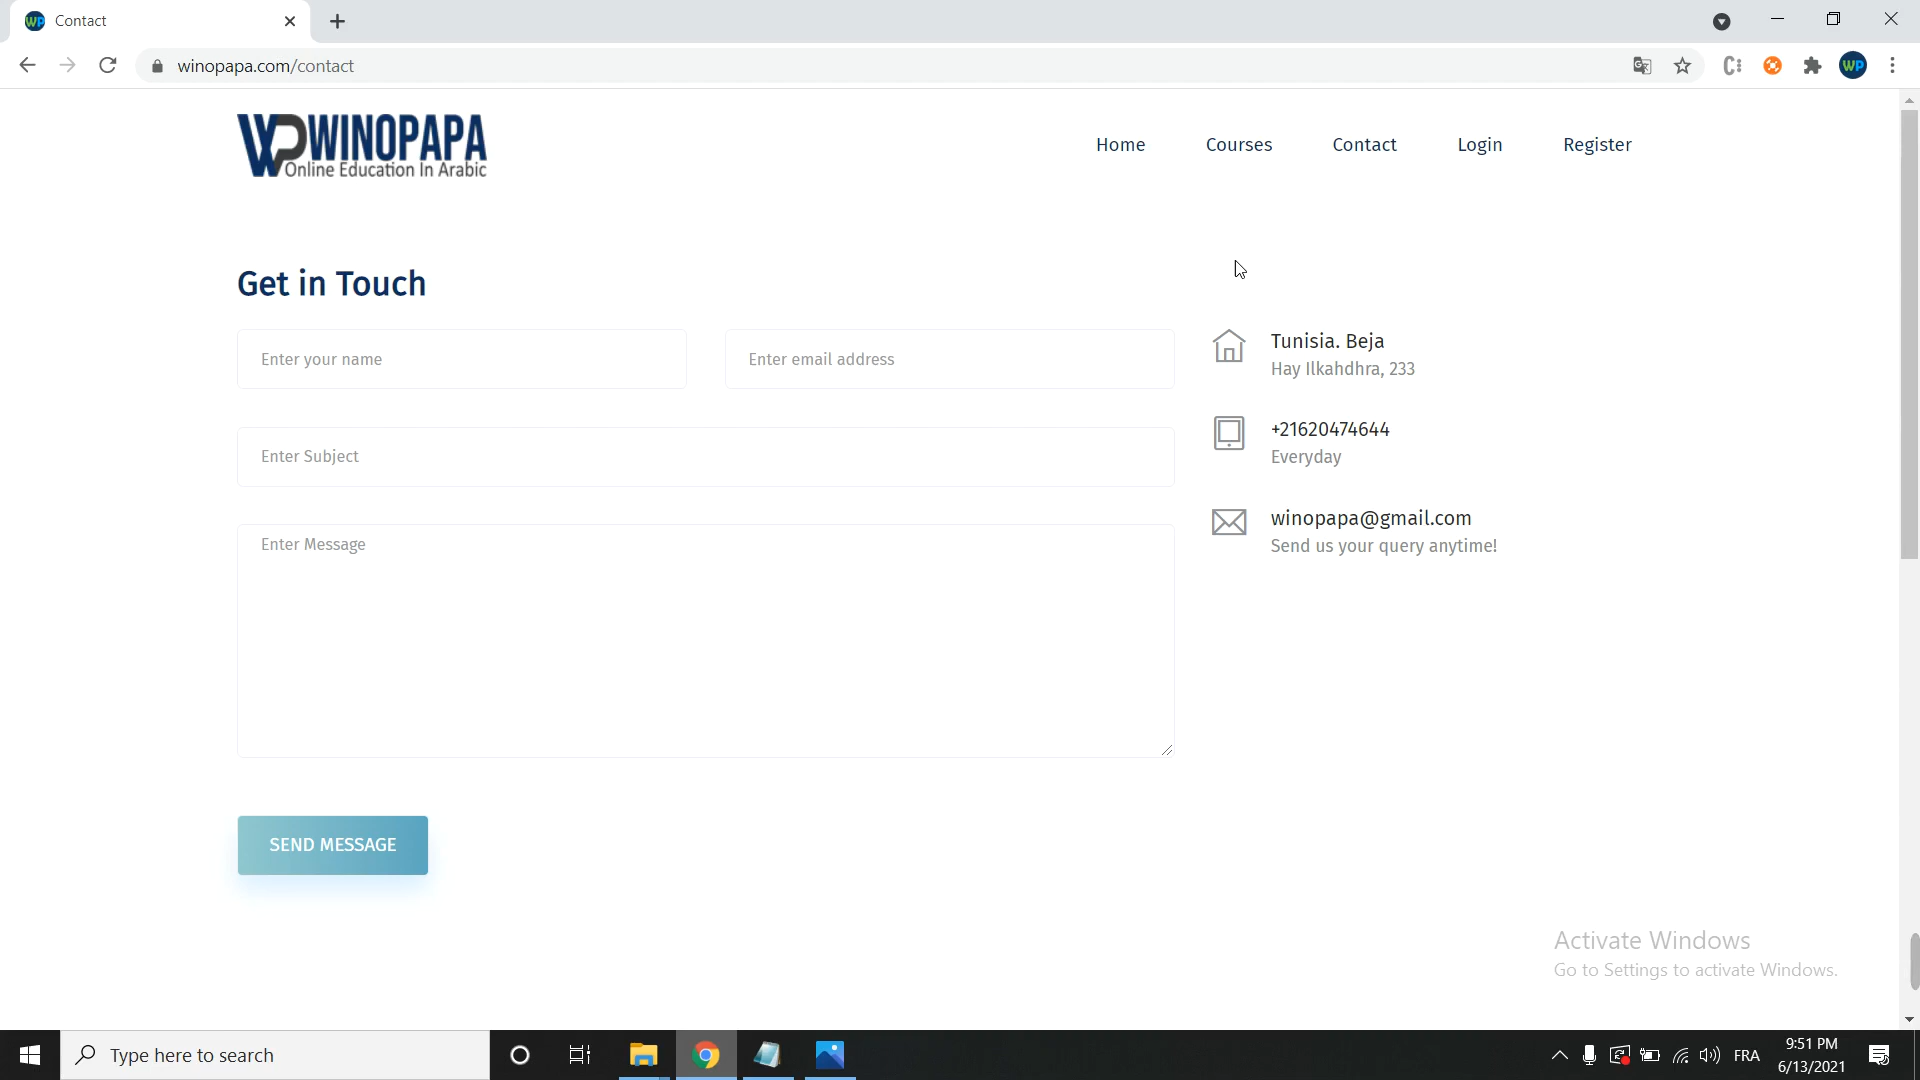 WP Contact
winopapa.com/contact
WP
WPWINOPAPA
Online Education In Arabic
Home Courses Contact Login Register
Get in Touch
Enter your name
Enter email address
Enter Subject
Enter Message
SEND MESSAGE
Tunisia. Beja
Hay Ilkahdhra, 233
+21620474644
Everyday
winopapa@gmail.com
Send us your query anytime!
Activate Windows
Go to Settings to activate Windows.
Type here to search
FRA
9:51 PM
6/13/2021